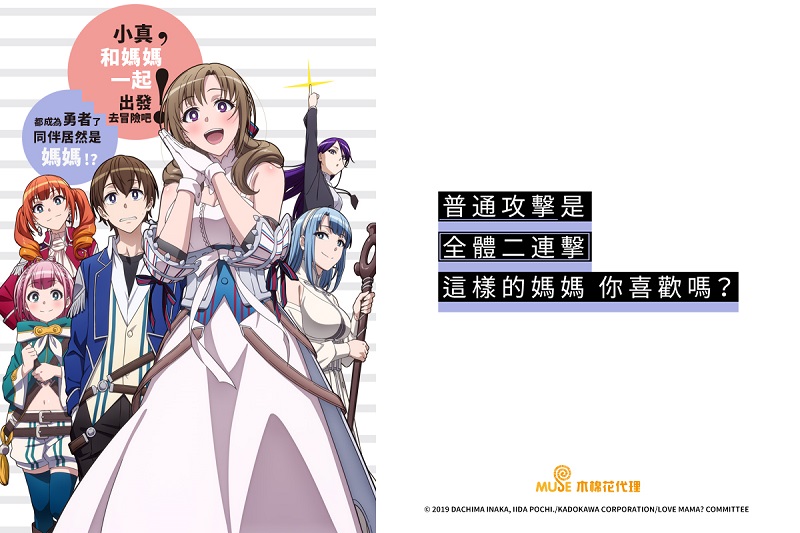 小真,
和媽媽
一起
出發
去冒險吧!
都成為勇者了
同伴居然是
媽媽!?
普通攻擊是
全體二連擊
這樣的媽媽 你喜歡嗎?
MUSE 木棉花代理
© 2019 DACHIMA INAKA, IIDA POCHI./KADOKAWA CORPORATION/LOVE MAMA? COMMITTEE